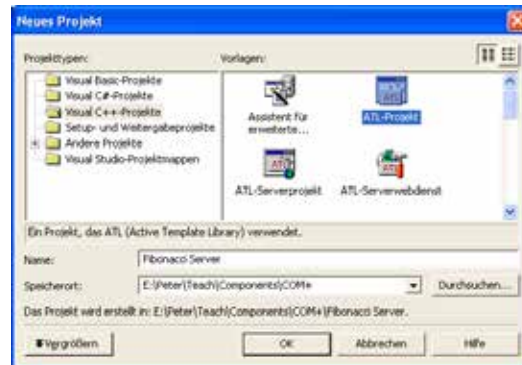 Neues Projekt
Projekttypen:
Vorlagen:
Visual Basic-Projekte
Visual C#-Projekte
Visual C++-Projekte
Setup- und Weitergabeprojekte
Andere Projekte
Visual Studio-Projektmappen
Assistent für erweiterte...
ATL-Projekt
ATL-Serverprojekt
ATL-Serverwebdienst
Ein Projekt, das ATL (Active Template Library) verwendet.
Name:
Fibonacci Server
Speicherort:
E:\Peter\Teach\Components\COM+
Durchsuchen...
Das Projekt wird erstellt in: E:\Peter\Teach\Components\COM+\Fibonacci Server.
Vergrößern
OK
Abbrechen
Hilfe